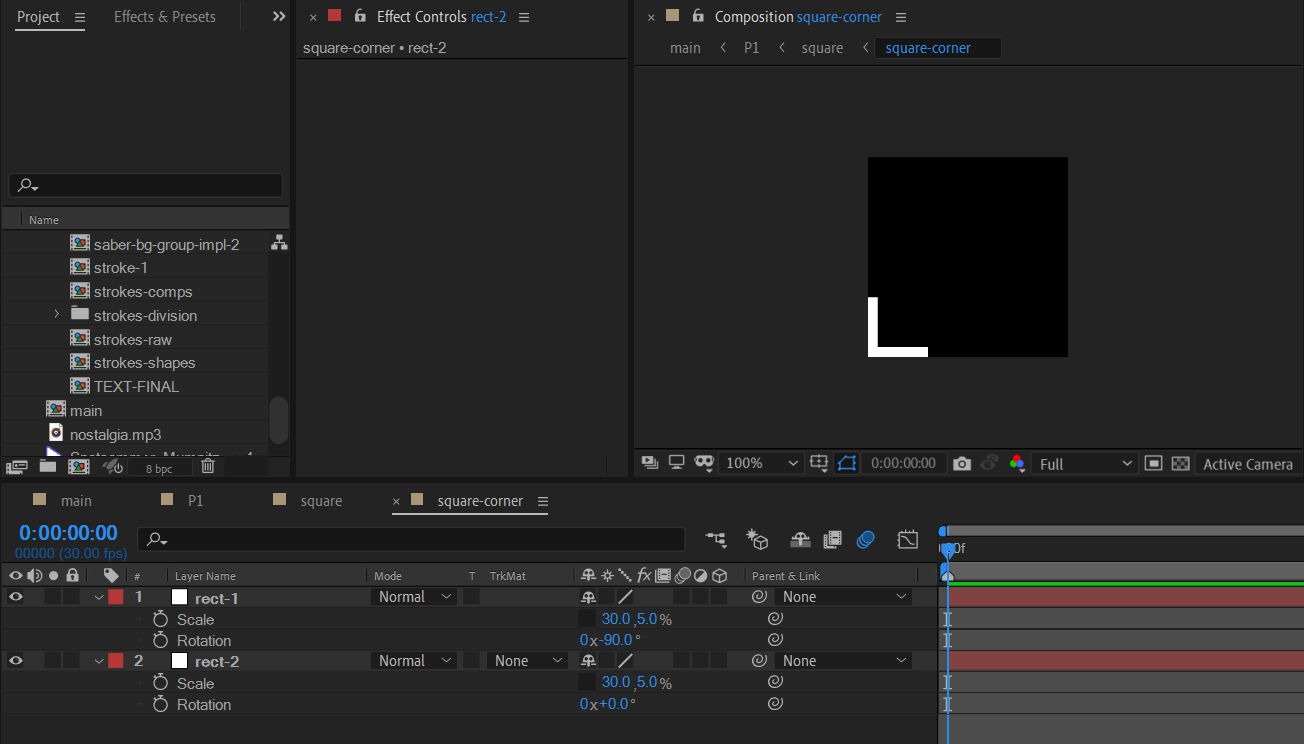 Project
Effects & Presets
Effect Controls rect-2
Composition square-corner
square-corner • rect-2
main
P1
square
square-corner
Name
saber-bg-group-impl-2
stroke-1
strokes-comps
strokes-division
strokes-raw
strokes-shapes
TEXT-FINAL
main
nostalgia.mp3
8 bpc
100%
0:00:00:00
Full
Active Camera
main
P1
square
square-corner
0:00:00:00
00000 (30.00 fps)
# Layer Name Mode T TrkMat fx Parent & Link
1 rect-1 Normal None
Scale 30.0,5.0%
Rotation 0x-90.0°
2 rect-2 Normal None None
Scale 30.0,5.0%
Rotation 0x+0.0°